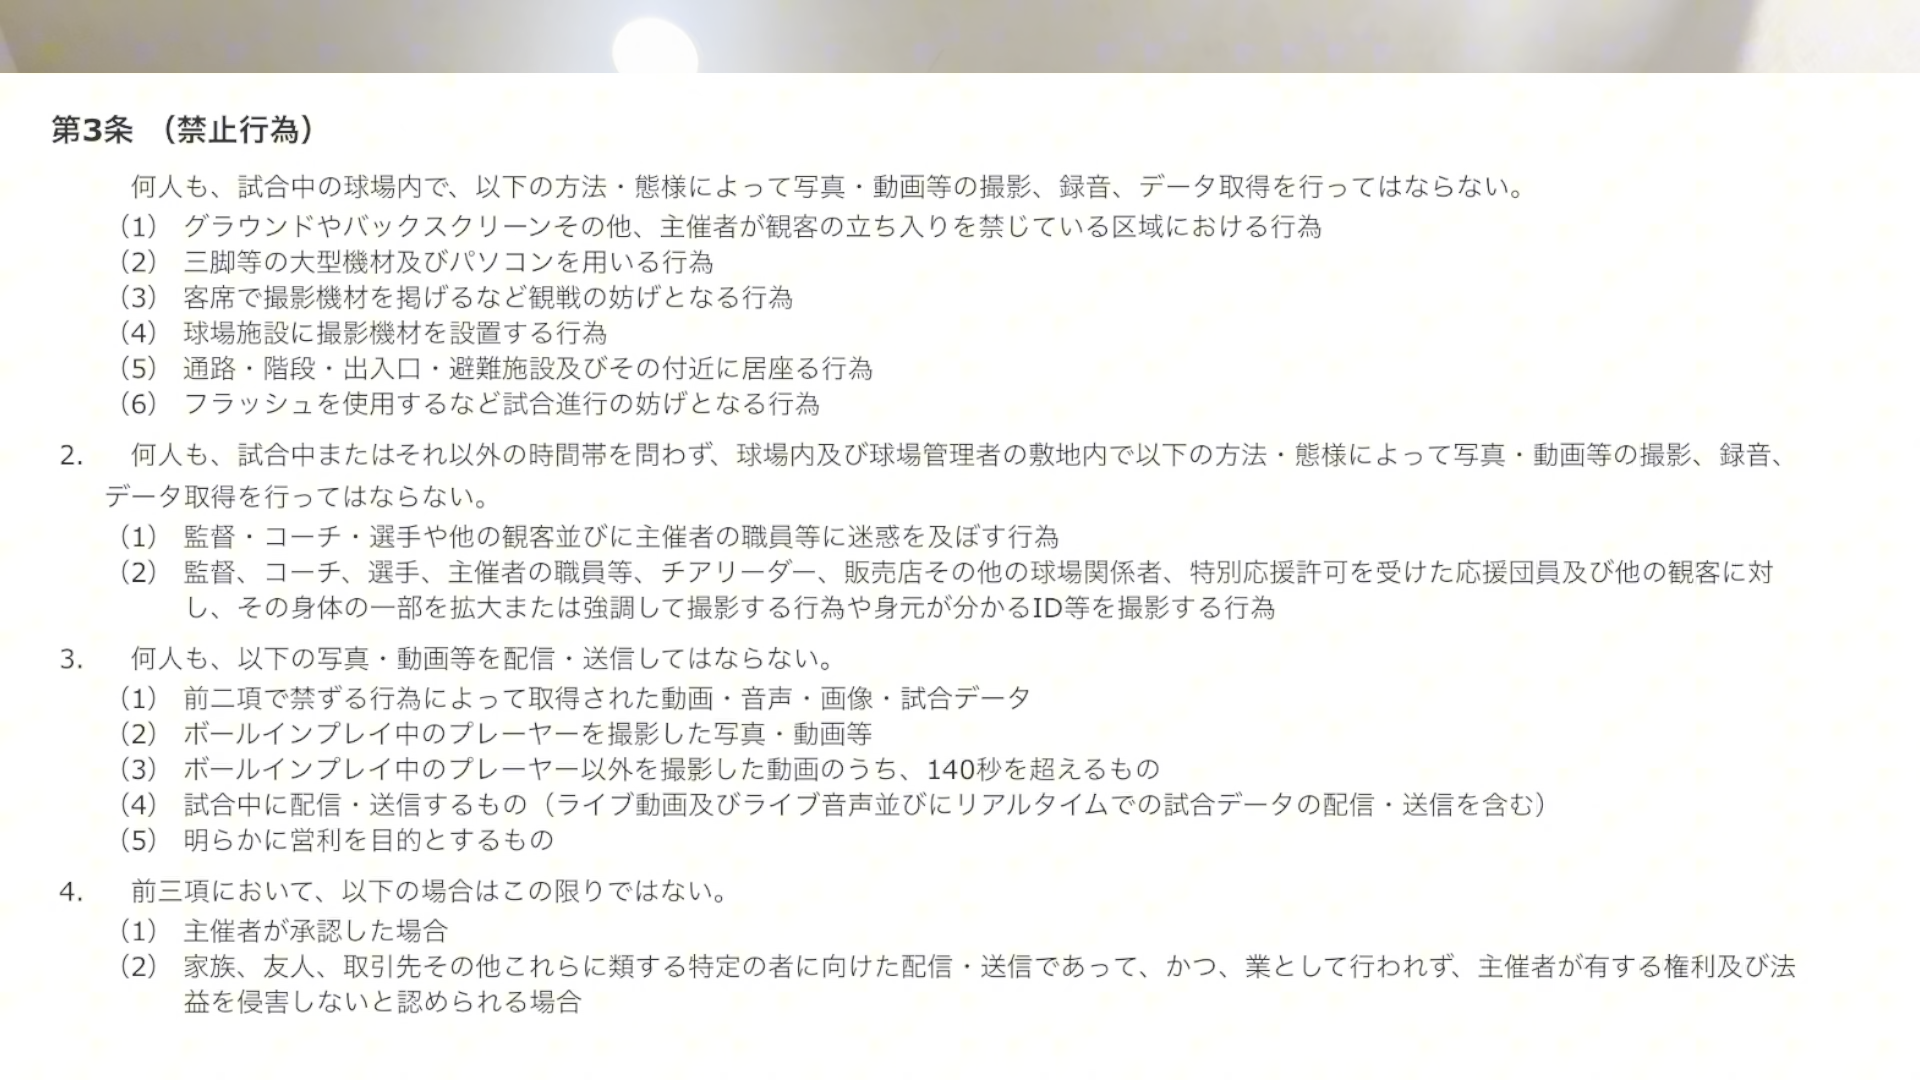 第3条 （禁止行為）
何人も、試合中の球場内で、以下の方法・態様によって写真・動画等の撮影、録音、データ取得を行ってはならない。
（1） グラウンドやバックスクリーンその他、主催者が観客の立ち入りを禁じている区域における行為
（2） 三脚等の大型機材及びパソコンを用いる行為
（3） 客席で撮影機材を掲げるなど観戦の妨げとなる行為
（4） 球場施設に撮影機材を設置する行為
（5） 通路・階段・出入口・避難施設及びその付近に居座る行為
（6） フラッシュを使用するなど試合進行の妨げとなる行為
2. 何人も、試合中またはそれ以外の時間帯を問わず、球場内及び球場管理者の敷地内で以下の方法・態様によって写真・動画等の撮影、録音、
データ取得を行ってはならない。
（1） 監督・コーチ・選手や他の観客並びに主催者の職員等に迷惑を及ぼす行為
（2） 監督、コーチ、選手、主催者の職員等、チアリーダー、販売店その他の球場関係者、特別応援許可を受けた応援団員及び他の観客に対
し、その身体の一部を拡大または強調して撮影する行為や身元が分かるID等を撮影する行為
3. 何人も、以下の写真・動画等を配信・送信してはならない。
（1） 前二項で禁ずる行為によって取得された動画・音声・画像・試合データ
（2） ボールインプレイ中のプレーヤーを撮影した写真・動画等
（3） ボールインプレイ中のプレーヤー以外を撮影した動画のうち、140秒を超えるもの
（4） 試合中に配信・送信するもの（ライブ動画及びライブ音声並びにリアルタイムでの試合データの配信・送信を含む）
（5） 明らかに営利を目的とするもの
4. 前三項において、以下の場合はこの限りではない。
（1） 主催者が承認した場合
（2） 家族、友人、取引先その他これらに類する特定の者に向けた配信・送信であって、かつ、業として行われず、主催者が有する権利及び法
益を侵害しないと認められる場合